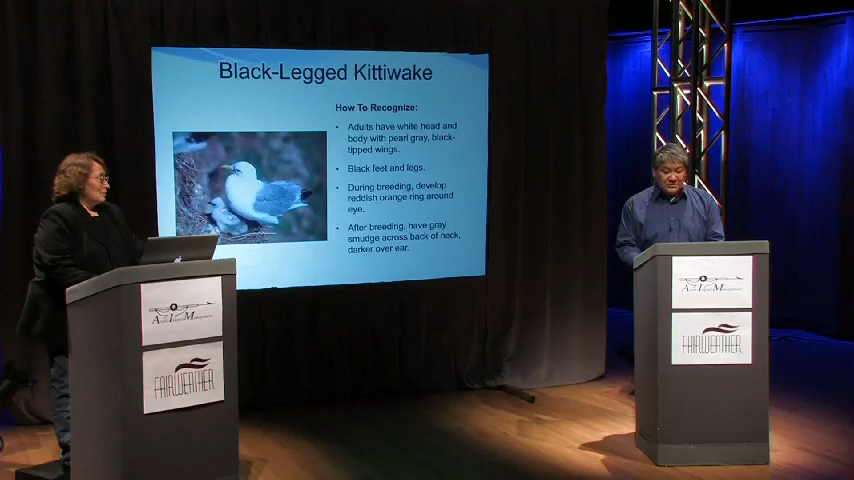 Black-Legged Kittiwake
How To Recognize:
• Adults have white head and
body with pearl gray, black-
tipped wings.
• Black feet and legs.
• During breeding, develop
reddish orange ring around
eye.
• After breeding, have gray
smudge across back of neck,
darker over ear.
FAIRWEATHER
FAIRWEATHER